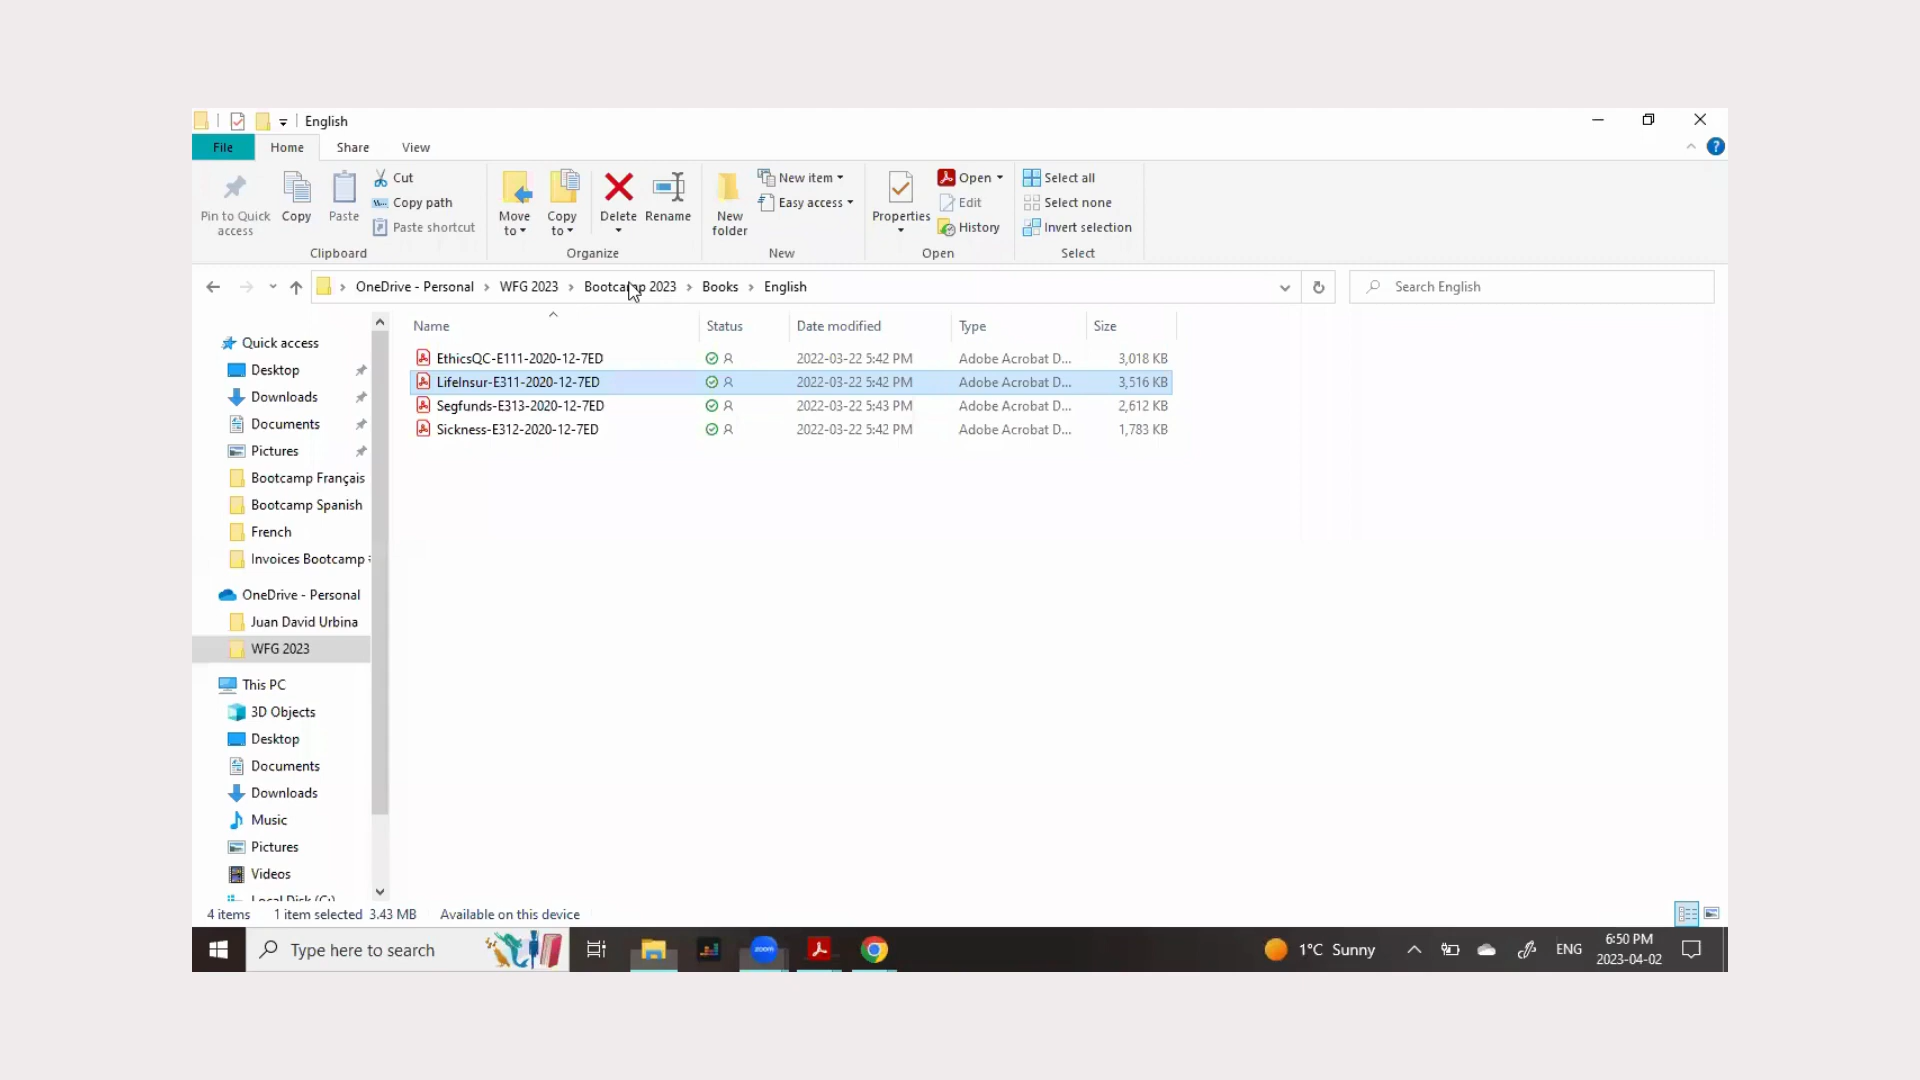 English
File Home Share View
Pin to Quick access
Copy
Paste
Cut
Copy path
Paste shortcut
Clipboard
Move to
Copy to
Delete
Rename
Organize
New folder
New item
Easy access
New
Properties
Open
Edit
History
Open
Select all
Select none
Invert selection
Select
OneDrive - Personal > WFG 2023 > Bootcamp 2023 > Books > English
Search English
Name Status Date modified Type Size
EthicsQC-E111-2020-12-7ED 2022-03-22 5:42 PM Adobe Acrobat D... 3,018 KB
LifeInsur-E311-2020-12-7ED 2022-03-22 5:42 PM Adobe Acrobat D... 3,516 KB
Segfunds-E313-2020-12-7ED 2022-03-22 5:43 PM Adobe Acrobat D... 2,612 KB
Sickness-E312-2020-12-7ED 2022-03-22 5:42 PM Adobe Acrobat D... 1,783 KB
Quick access
Desktop
Downloads
Documents
Pictures
Bootcamp Français
Bootcamp Spanish
French
Invoices Bootcamp
OneDrive - Personal
Juan David Urbina
WFG 2023
This PC
3D Objects
Desktop
Documents
Downloads
Music
Pictures
Videos
Local Disk (C:)
4 items 1 item selected 3.43 MB Available on this device
Type here to search
zoom
1°C Sunny
ENG
6:50 PM
2023-04-02